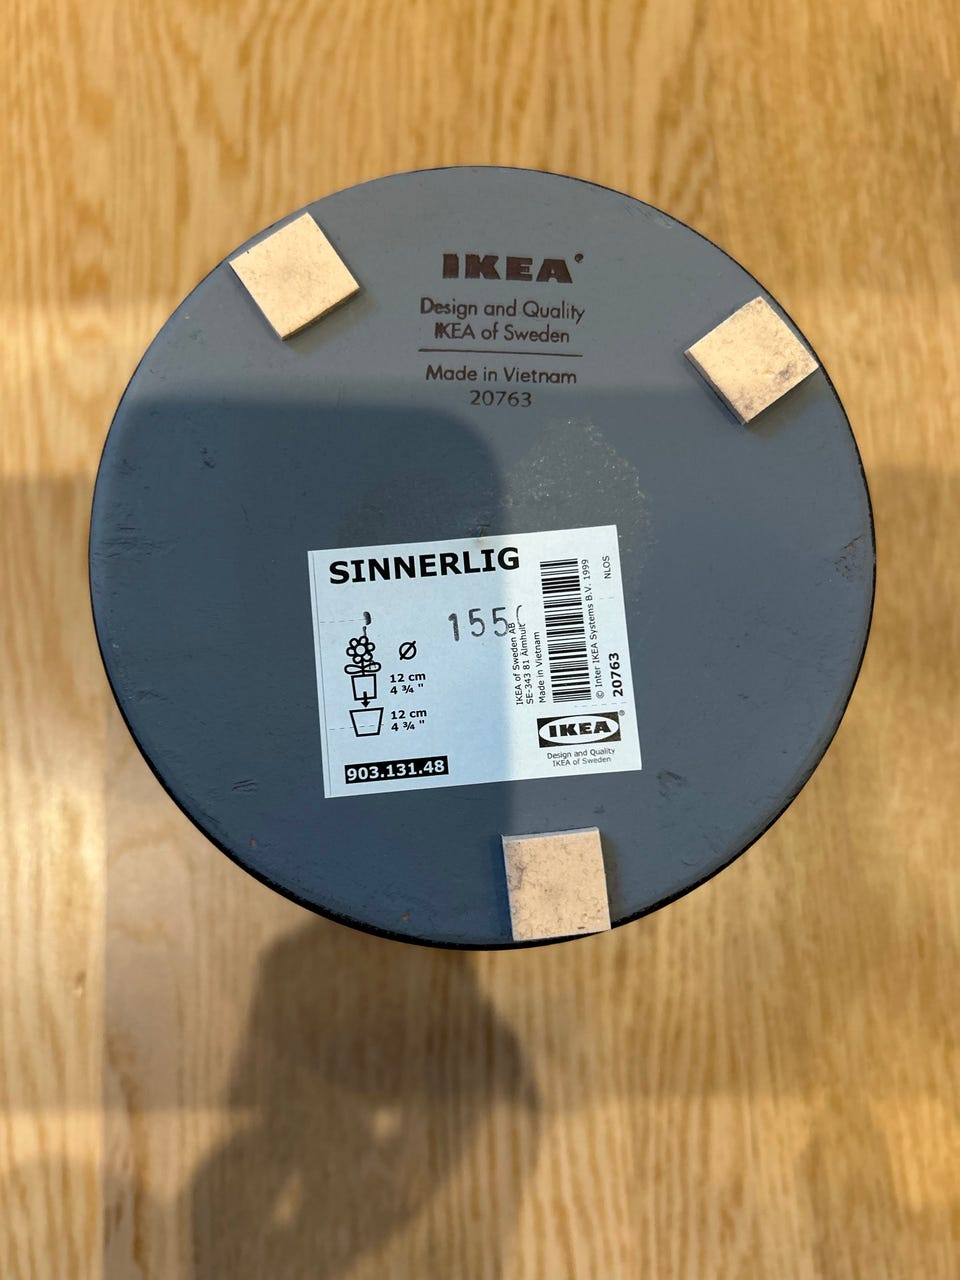 IKEA®
Design and Quality
IKEA of Sweden
Made in Vietnam
20763
SINNERLIG
155
Ø
12 cm
4 ¾ "
12 cm
4 ¾ "
903.131.48
IKEA of Sweden AB
SE-343 81 Älmhult
Made in Vietnam
© Inter IKEA Systems B.V. 1999
20763
NLOS
IKEA®
Design and Quality
IKEA of Sweden